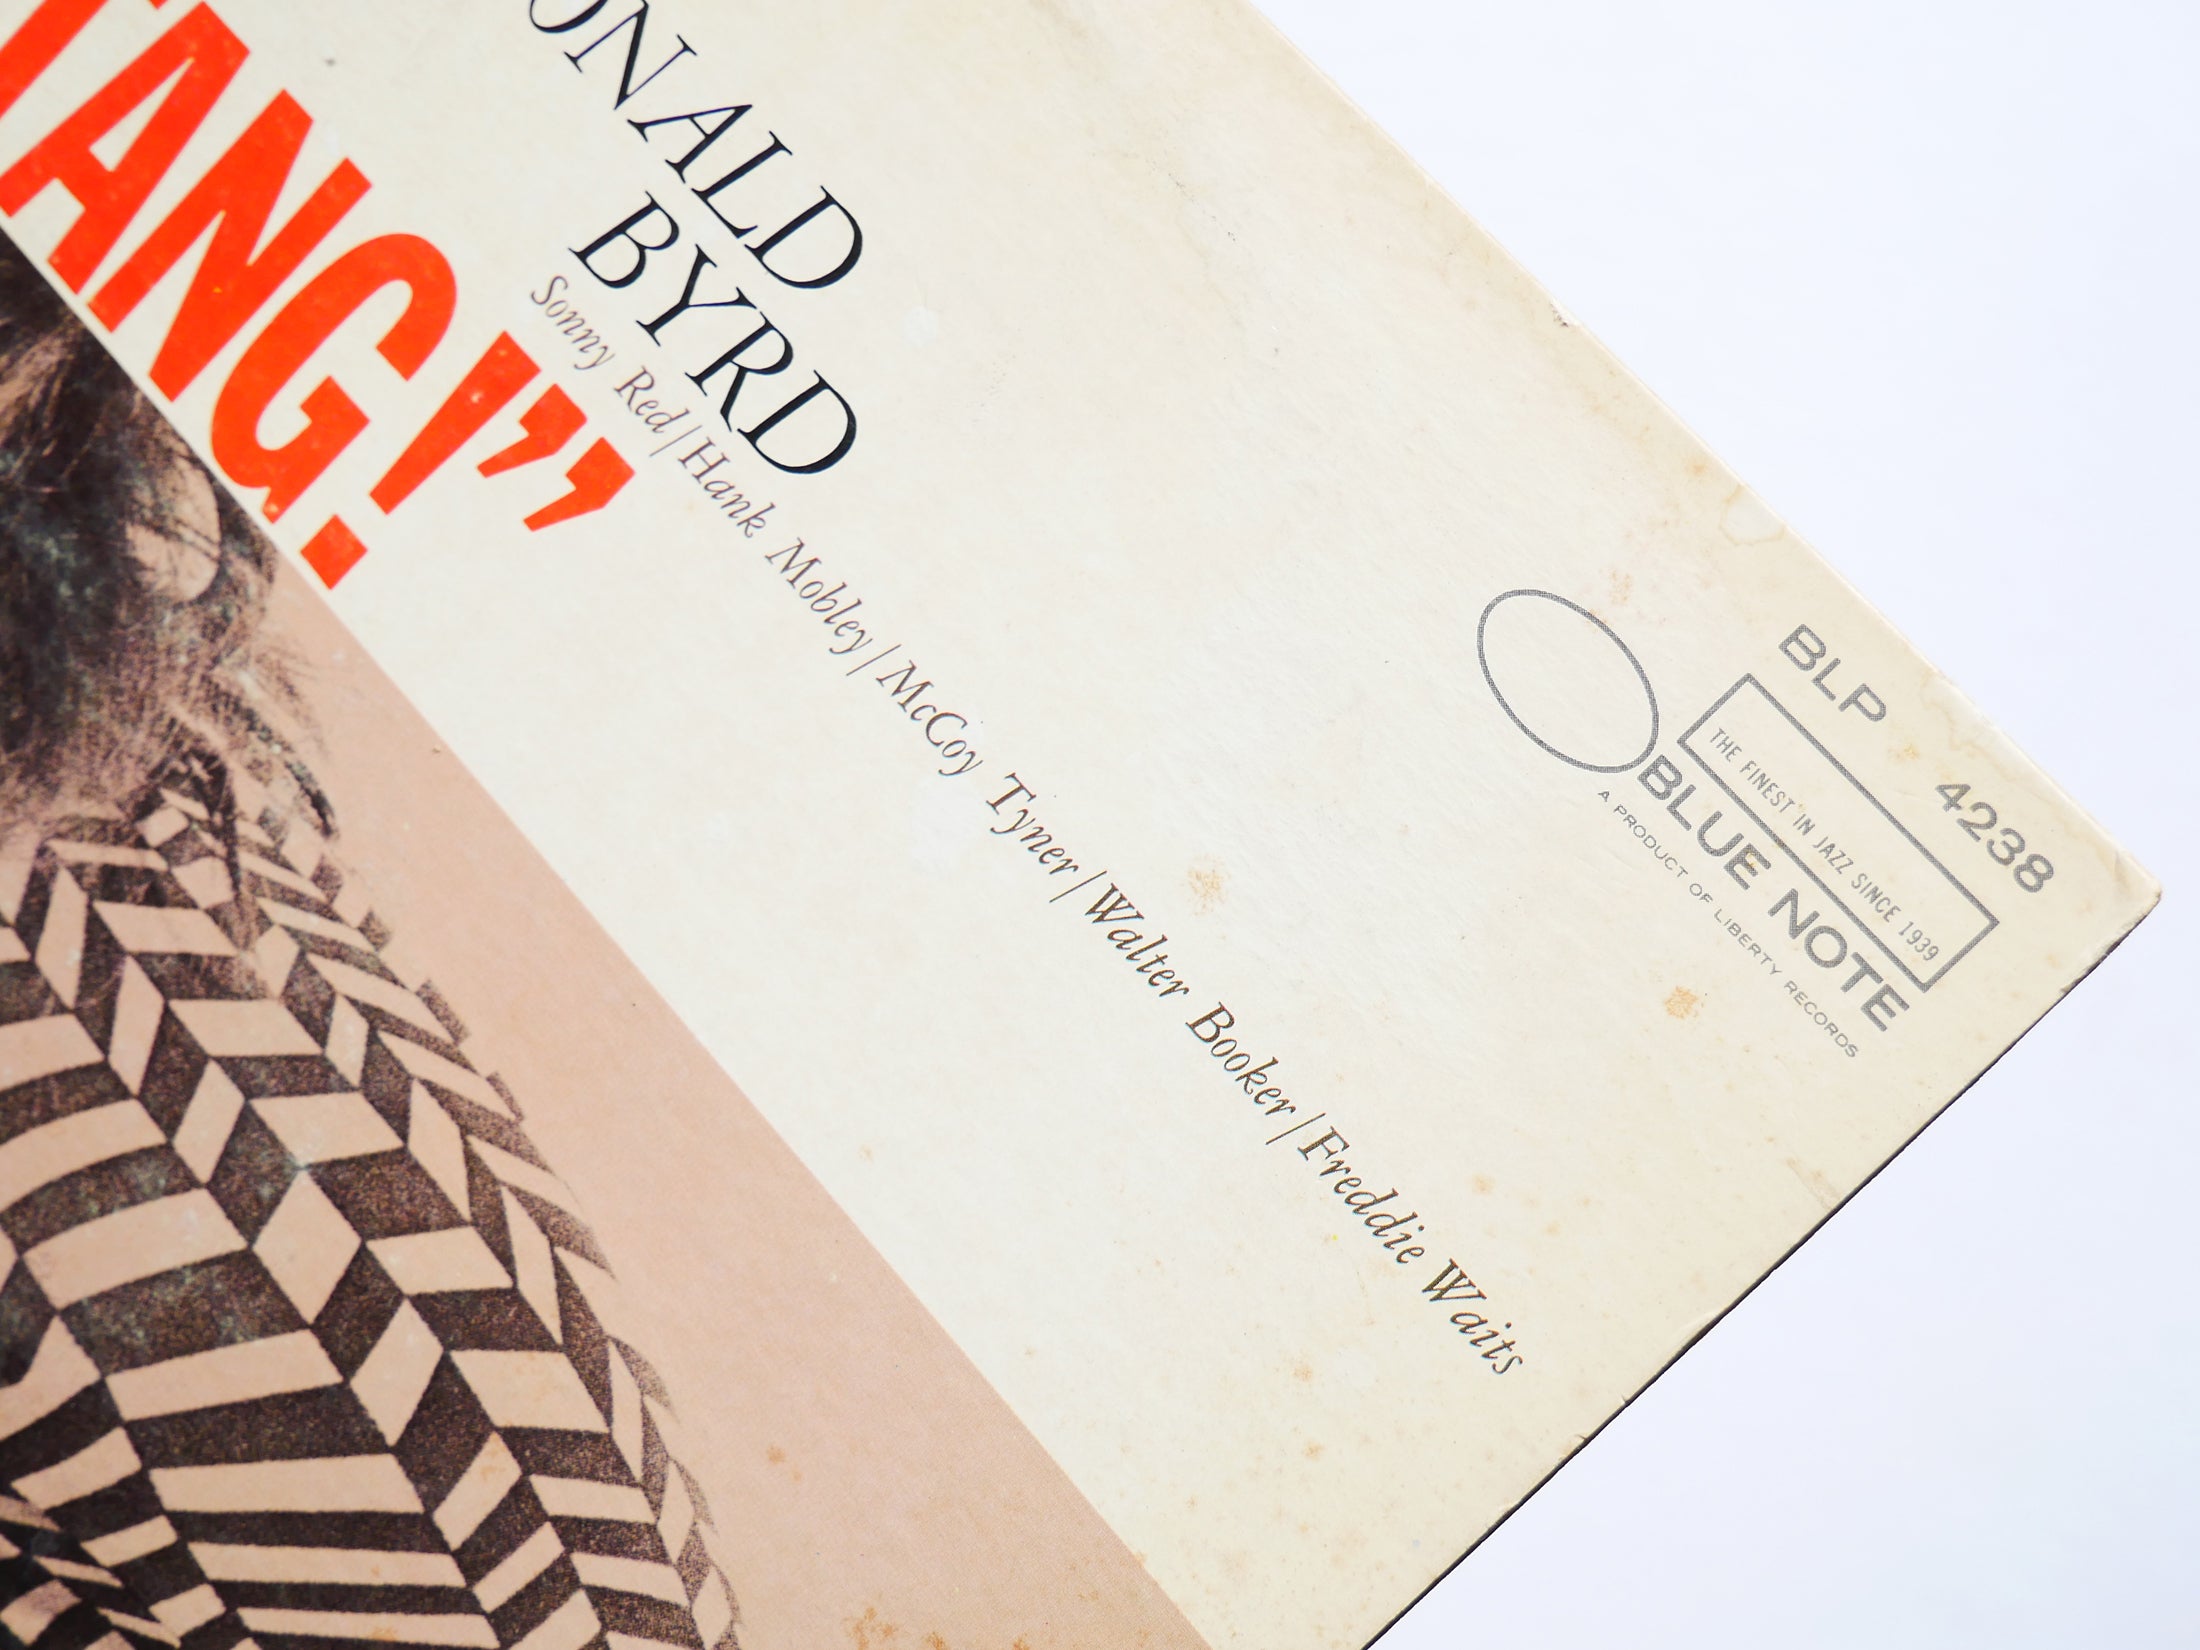 TANG!”
ONALD
BYRD
Sonny Red/Hank Mobley/McCoy Tyner/Walter Booker/Freddie Waits
BLP 4238
THE FINEST IN JAZZ SINCE 1939
BLUE NOTE
A PRODUCT OF LIBERTY RECORDS